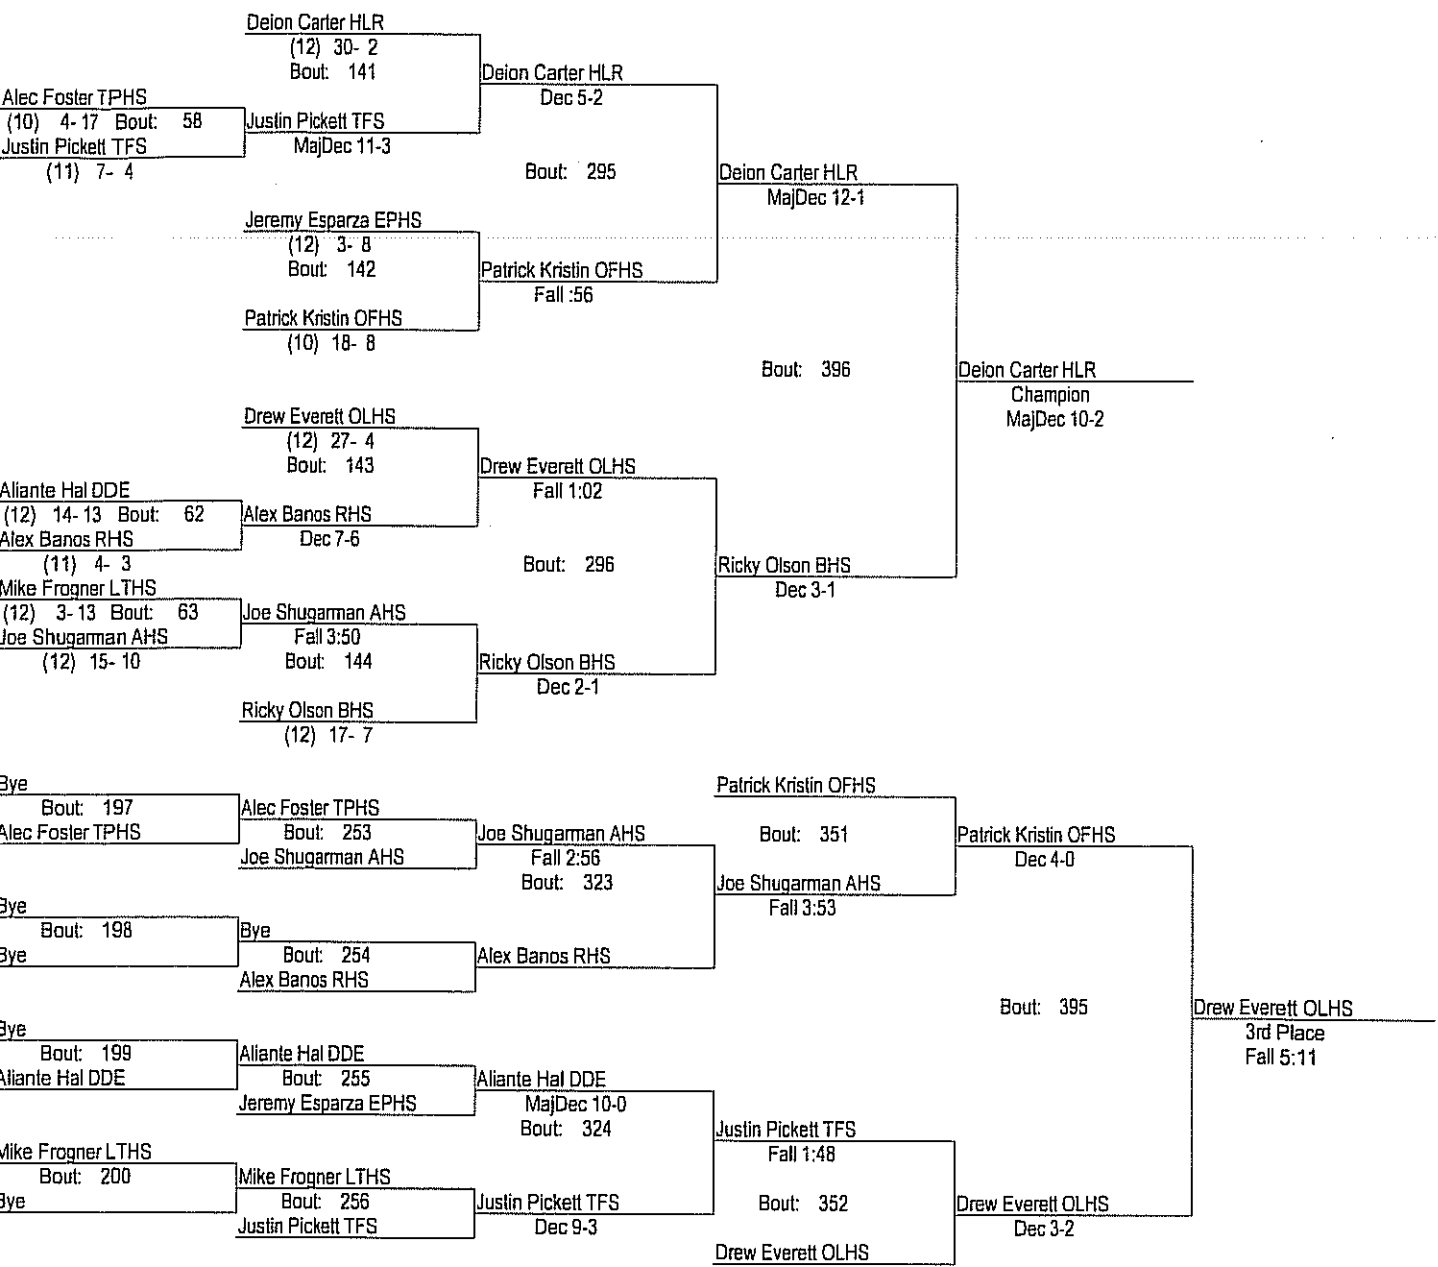 Deion Carter HLR
(12) 30- 2
Bout: 141
Deion Carter HLR
Dec 5-2
Alec Foster TPHS
(10) 4- 17 Bout: 58
Justin Pickett TFS
(11) 7- 4
Justin Pickett TFS
MajDec 11-3
Bout: 295
Deion Carter HLR
MajDec 12-1
Jeremy Esparza EPHS
(12) 3- 8
Bout: 142
Patrick Kristin OFHS
Fall :56
Patrick Kristin OFHS
(10) 18- 8
Bout: 396
Deion Carter HLR
Champion
MajDec 10-2
Drew Everett OLHS
(12) 27- 4
Bout: 143
Drew Everett OLHS
Fall 1:02
Aliante Hal DDE
(12) 14- 13 Bout: 62
Alex Banos RHS
(11) 4- 3
Alex Banos RHS
Dec 7-6
Bout: 296
Ricky Olson BHS
Dec 3-1
Mike Frogner LTHS
(12) 3- 13 Bout: 63
Joe Shugarman AHS
(12) 15- 10
Joe Shugarman AHS
Fall 3:50
Bout: 144
Ricky Olson BHS
Dec 2-1
Ricky Olson BHS
(12) 17- 7
Bye
Bout: 197
Alec Foster TPHS
Alec Foster TPHS
Bout: 253
Joe Shugarman AHS
Joe Shugarman AHS
Fall 2:56
Bout: 323
Patrick Kristin OFHS
Bout: 351
Joe Shugarman AHS
Fall 3:53
Patrick Kristin OFHS
Dec 4-0
Bye
Bout: 198
Bye
Bye
Bout: 254
Alex Banos RHS
Alex Banos RHS
Bout: 395
Drew Everett OLHS
3rd Place
Fall 5:11
Bye
Bout: 199
Aliante Hal DDE
Aliante Hal DDE
Bout: 255
Jeremy Esparza EPHS
Aliante Hal DDE
MajDec 10-0
Bout: 324
Justin Pickett TFS
Fall 1:48
Bout: 352
Drew Everett OLHS
Drew Everett OLHS
Dec 3-2
Mike Frogner LTHS
Bout: 200
Bye
Mike Frogner LTHS
Bout: 256
Justin Pickett TFS
Justin Pickett TFS
Dec 9-3